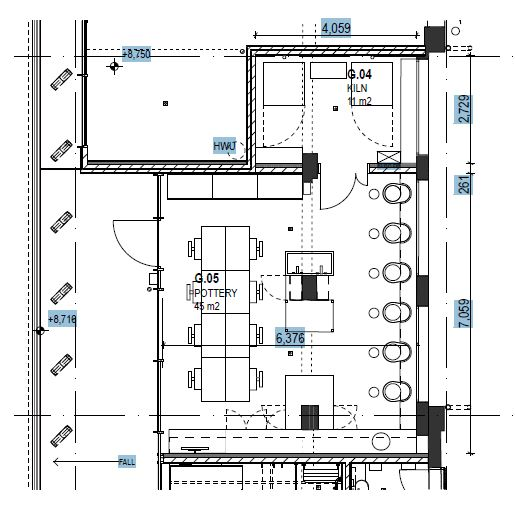 4,059
+8,750
G.04
KILN
11 m2
2,729
HWU
261
G.05
POTTERY
45 m2
+8,710
7,059
6,376
FALL